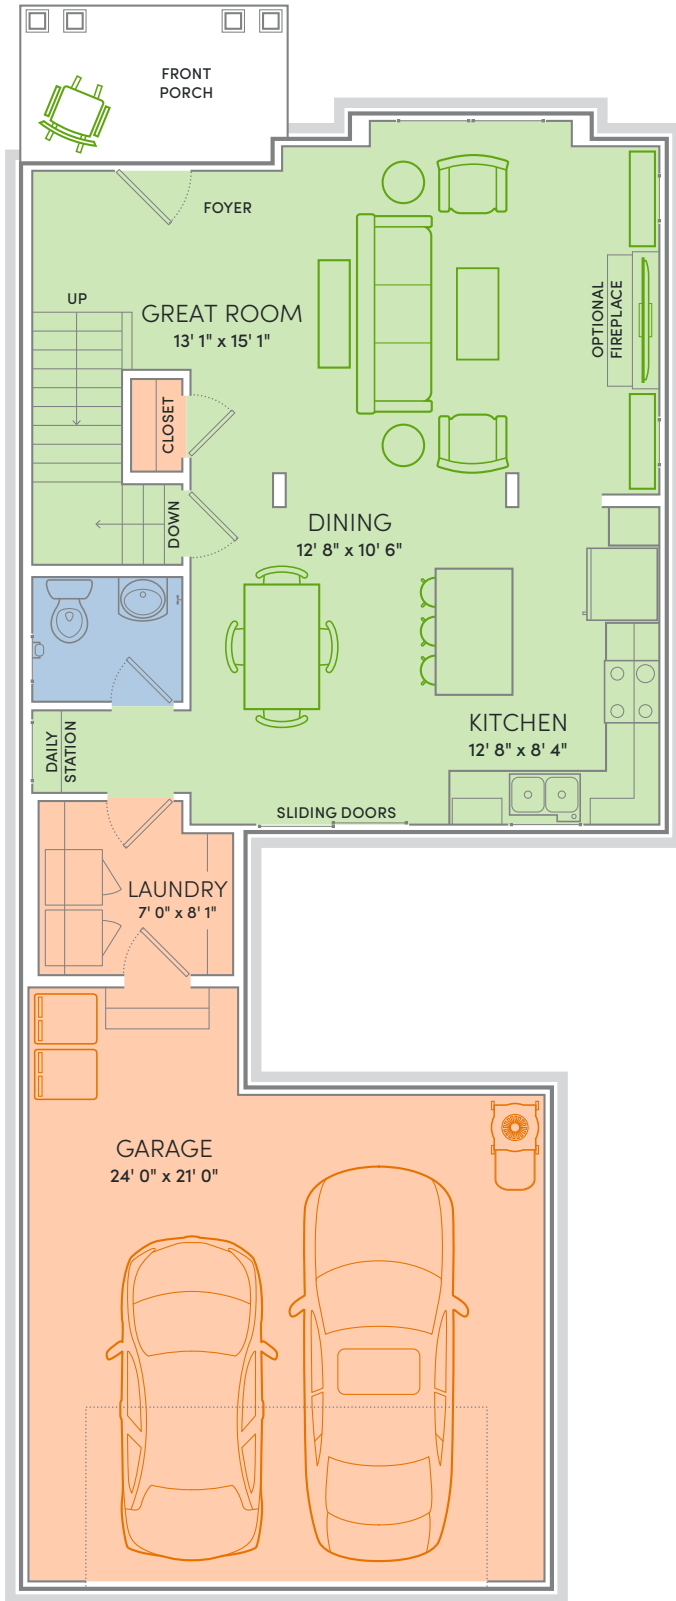 FRONT
PORCH
FOYER
UP
GREAT ROOM
13' 1" x 15' 1"
OPTIONAL
FIREPLACE
CLOSET
DOWN
DINING
12' 8" x 10' 6"
KITCHEN
12' 8" x 8' 4"
DAILY
STATION
SLIDING DOORS
LAUNDRY
7' 0" x 8' 1"
GARAGE
24' 0" x 21' 0"